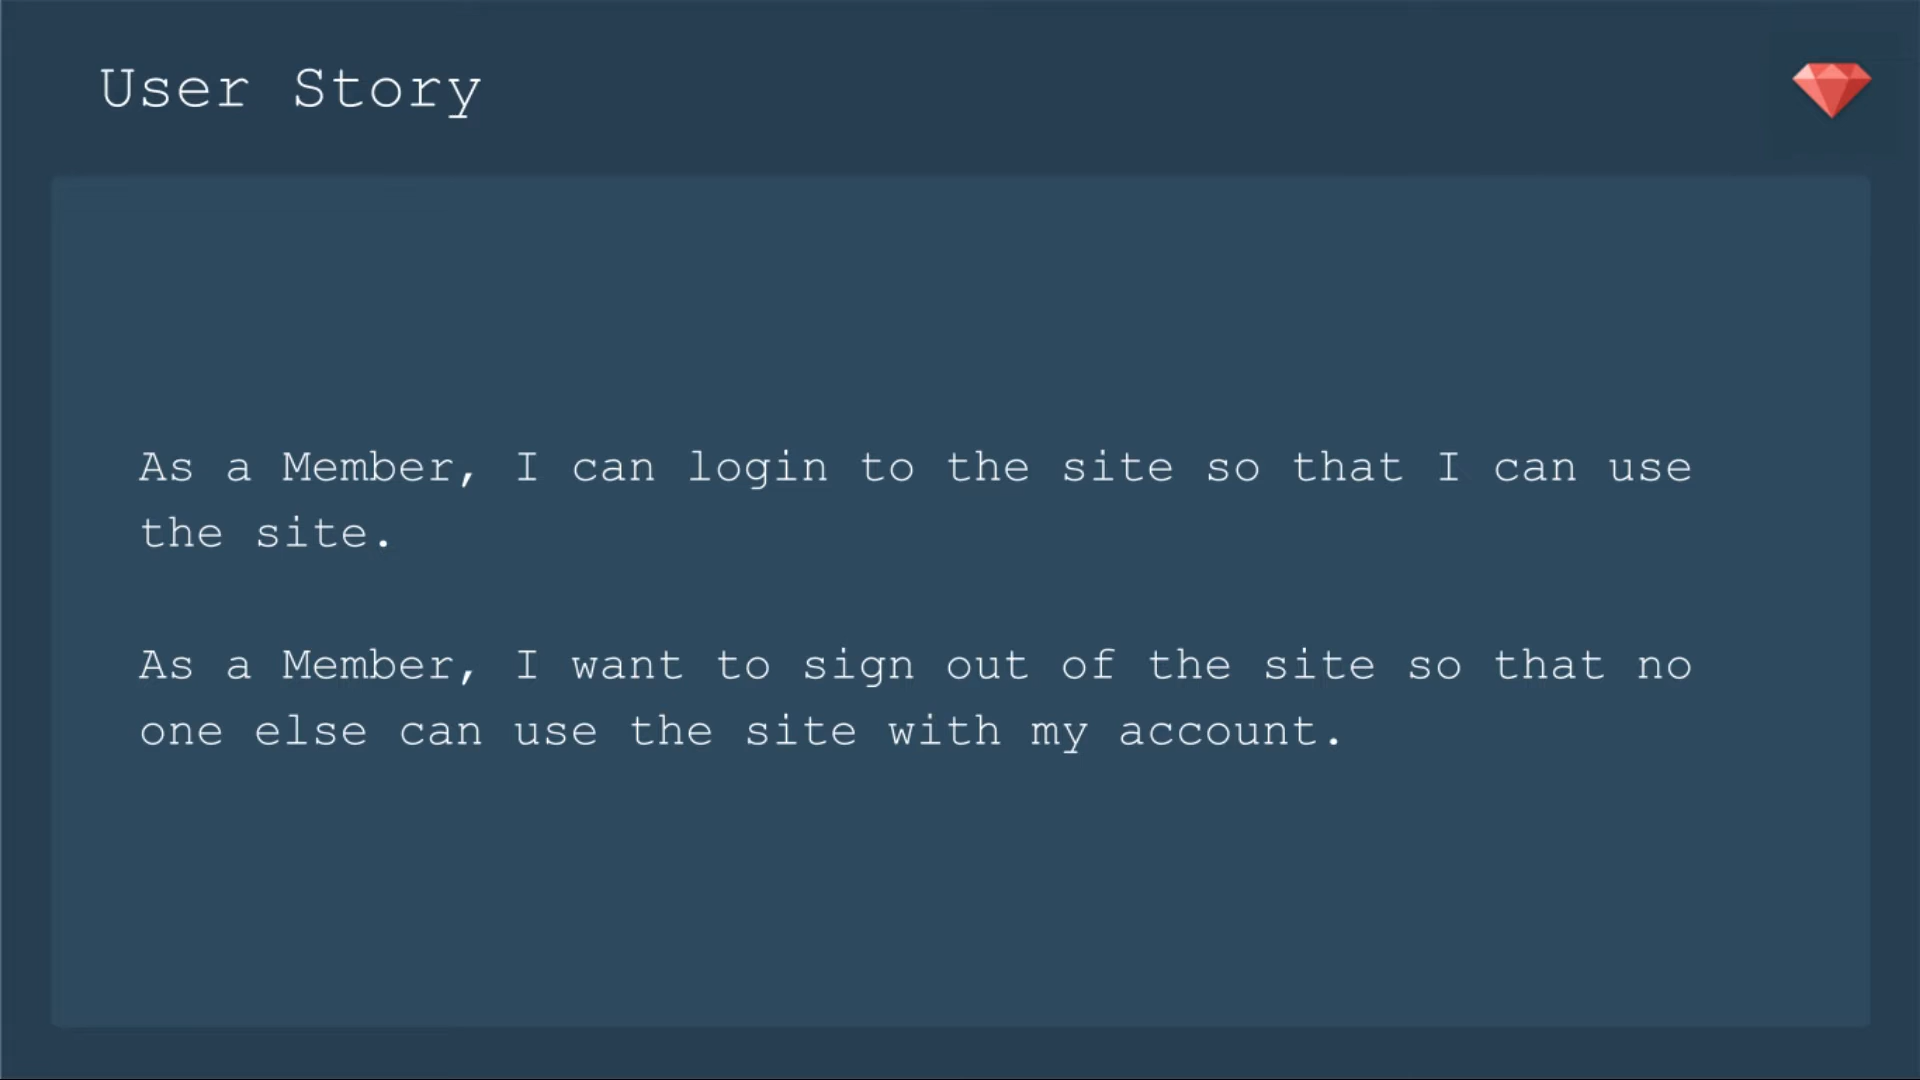 User Story
As a Member, I can login to the site so that I can use
the site.
As a Member, I want to sign out of the site so that no
one else can use the site with my account.